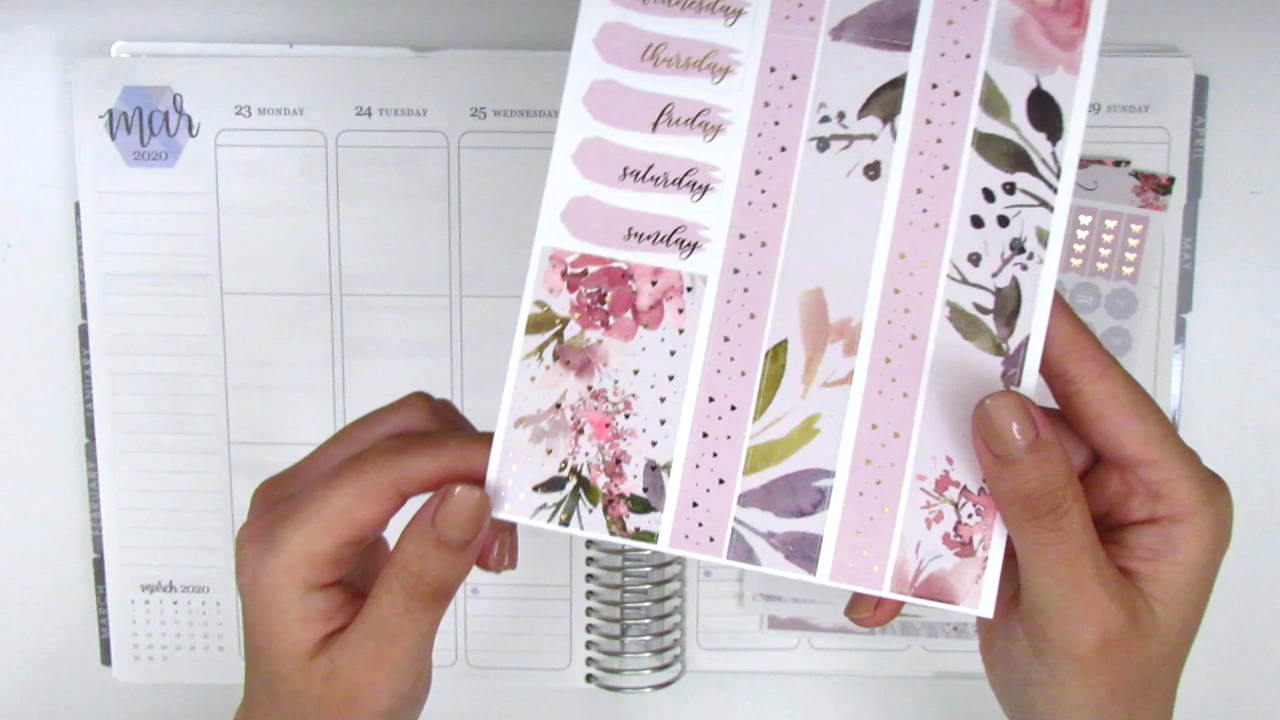 wednesday
thursday
friday
saturday
sunday
mar
2020
23 MONDAY
24 TUESDAY
25 WEDNESDAY
29 SUNDAY
APRIL
MAY
JANUARY
FEBRUARY
MARCH
march 2020
S M T W T F S